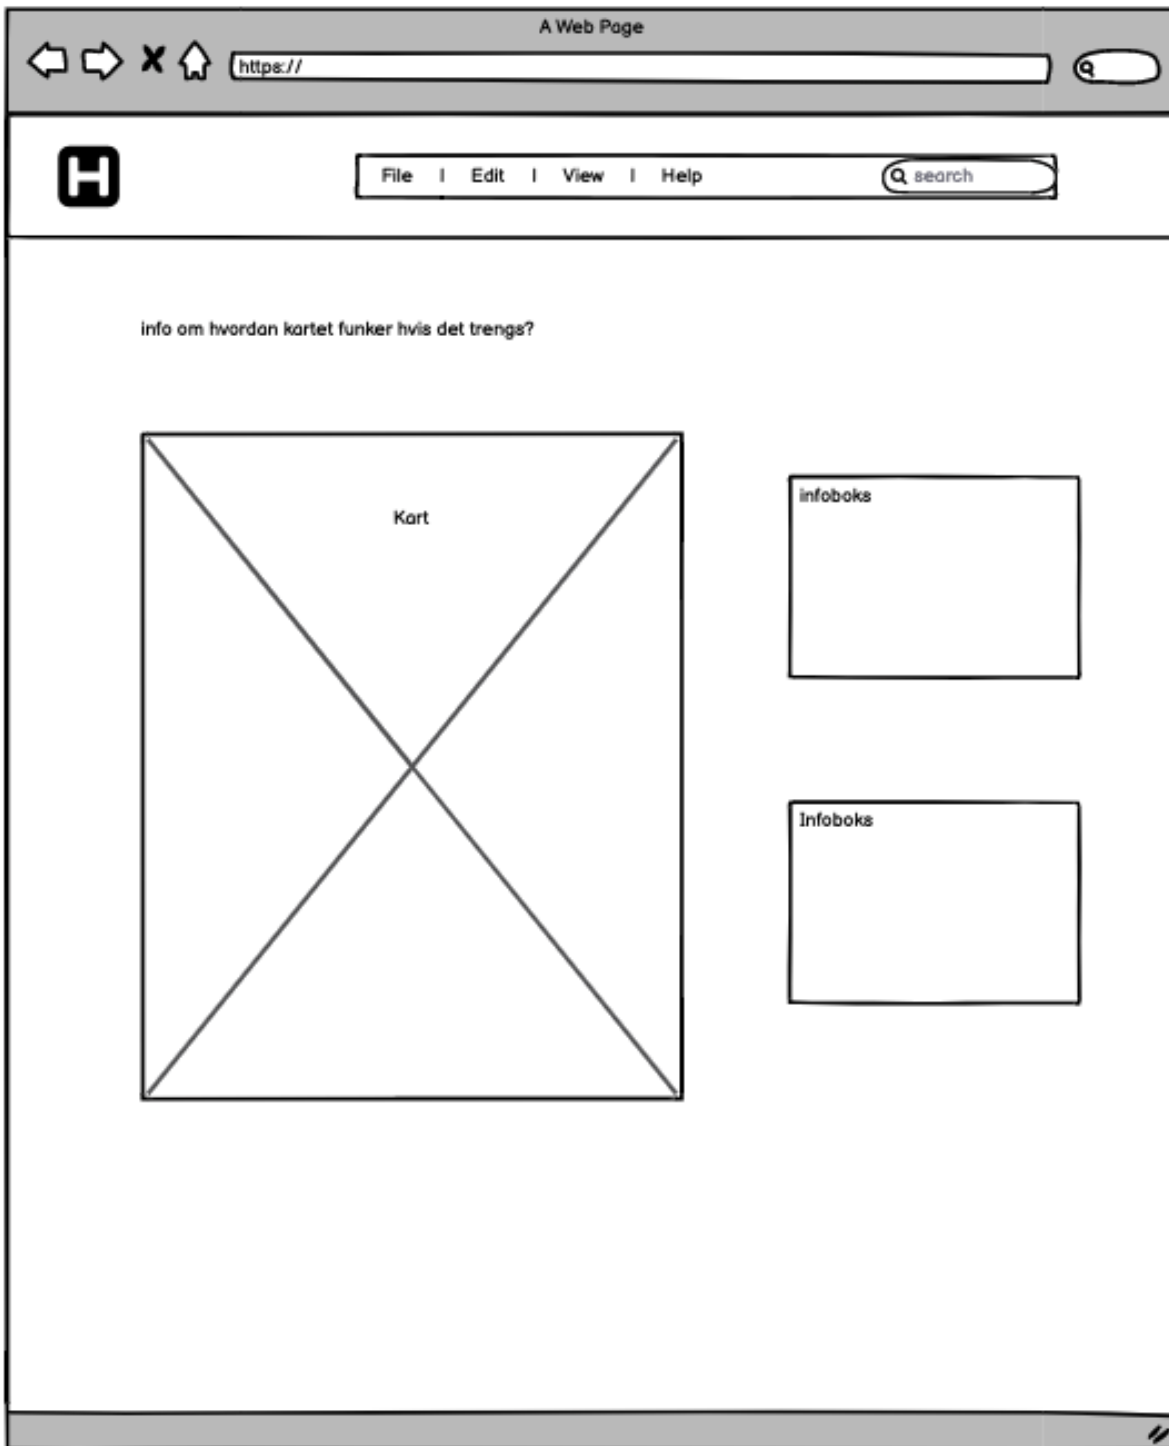 A Web Page
https://
H
File | Edit | View | Help search
info om hvordan kartet funker hvis det trengs?
Kart
infoboks
Infoboks